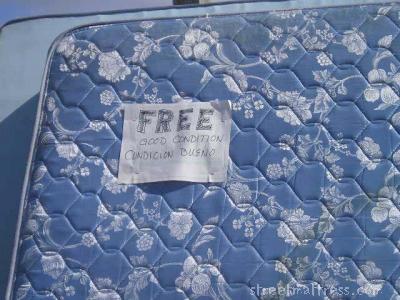 FREE
GOOD CONDITION
CONDICION BUENO
streetmattress.com